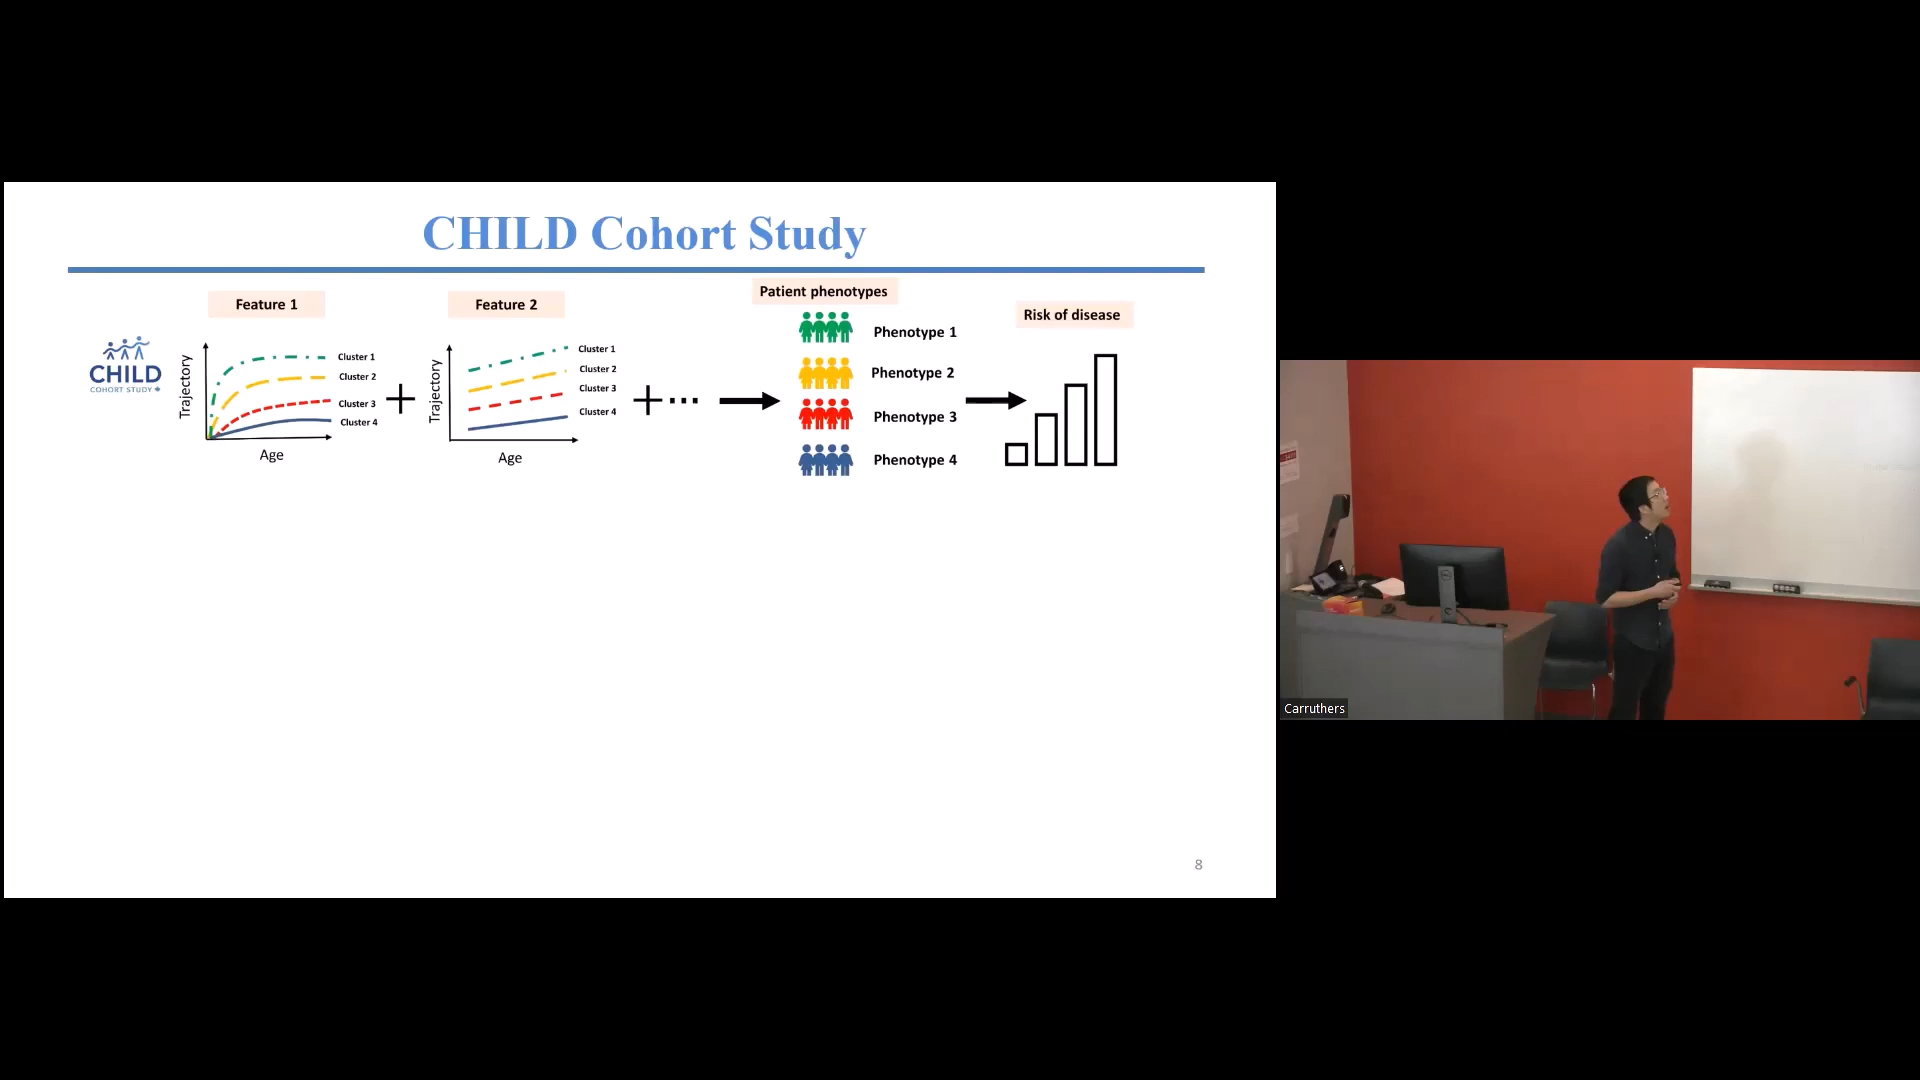 CHILD Cohort Study
Feature 1
Feature 2
Patient phenotypes
Risk of disease
CHILD
COHORT STUDY
Trajectory
Cluster 1
Cluster 2
Cluster 3
Cluster 4
Age
+
Trajectory
Cluster 1
Cluster 2
Cluster 3
Cluster 4
Age
+ ...
Phenotype 1
Phenotype 2
Phenotype 3
Phenotype 4
8
Carruthers